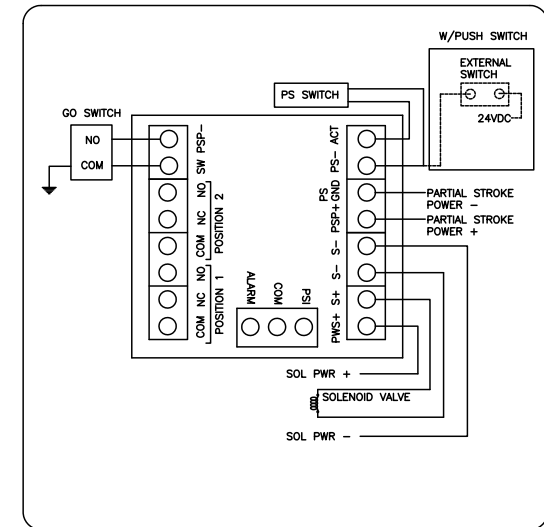 W/PUSH SWITCH
EXTERNAL
SWITCH
24VDC
PS SWITCH
GO SWITCH
NO
COM
SW PSP-
COM NC NO
POSITION 2
COM NC NO
POSITION 1
ALARM
COM
PSI
PS- ACT
PS
PSP+ GND
S-
S-
S+
PWS+
PARTIAL STROKE
POWER -
PARTIAL STROKE
POWER +
SOL PWR +
SOLENOID VALVE
SOL PWR -